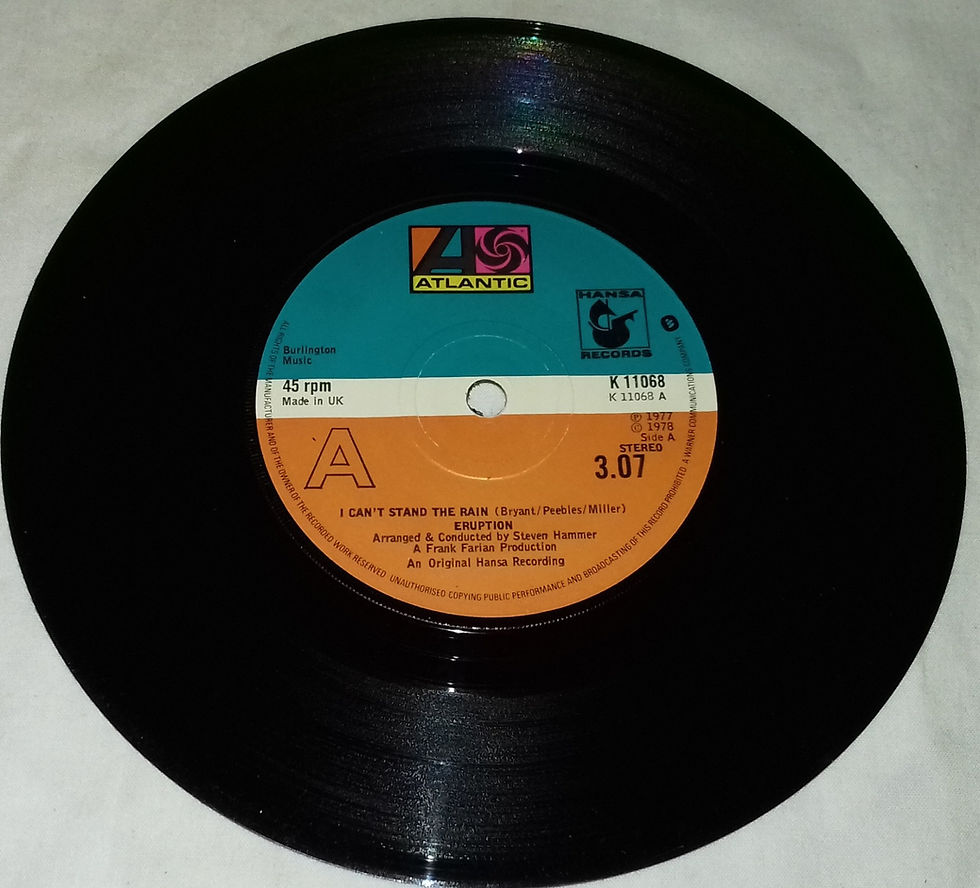 ATLANTIC
HANSA
RECORDS
Burlington
Music
45 rpm
Made in UK
K 11068
K 11068 A
Ⓟ 1977
© 1978
Side A
STEREO
3.07
A
I CAN'T STAND THE RAIN (Bryant/Peebles/Miller)
ERUPTION
Arranged & Conducted by Steven Hammer
A Frank Farian Production
An Original Hansa Recording
ALL RIGHTS OF THE MANUFACTURER AND OF THE OWNER OF THE RECORDED WORK RESERVED UNAUTHORISED COPYING PUBLIC PERFORMANCE AND BROADCASTING OF THIS RECORD PROHIBITED A WARNER COMMUNICATIONS COMPANY